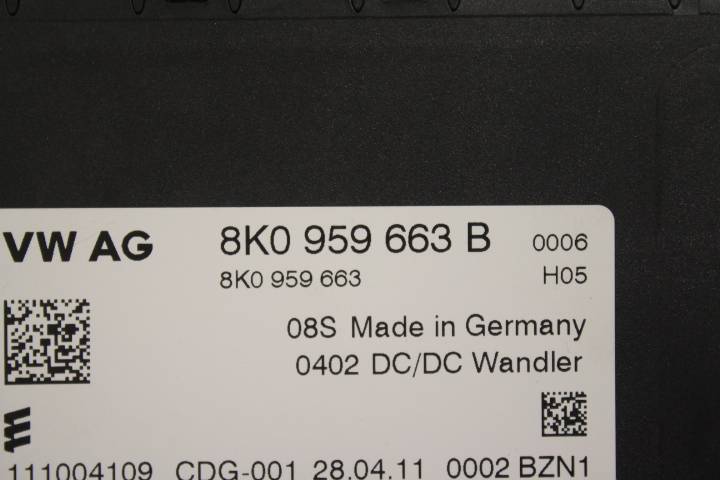 VW AG 8K0 959 663 B 0006
8K0 959 663 H05
08S Made in Germany
0402 DC/DC Wandler
111004109 CDG-001 28.04.11 0002 BZN1